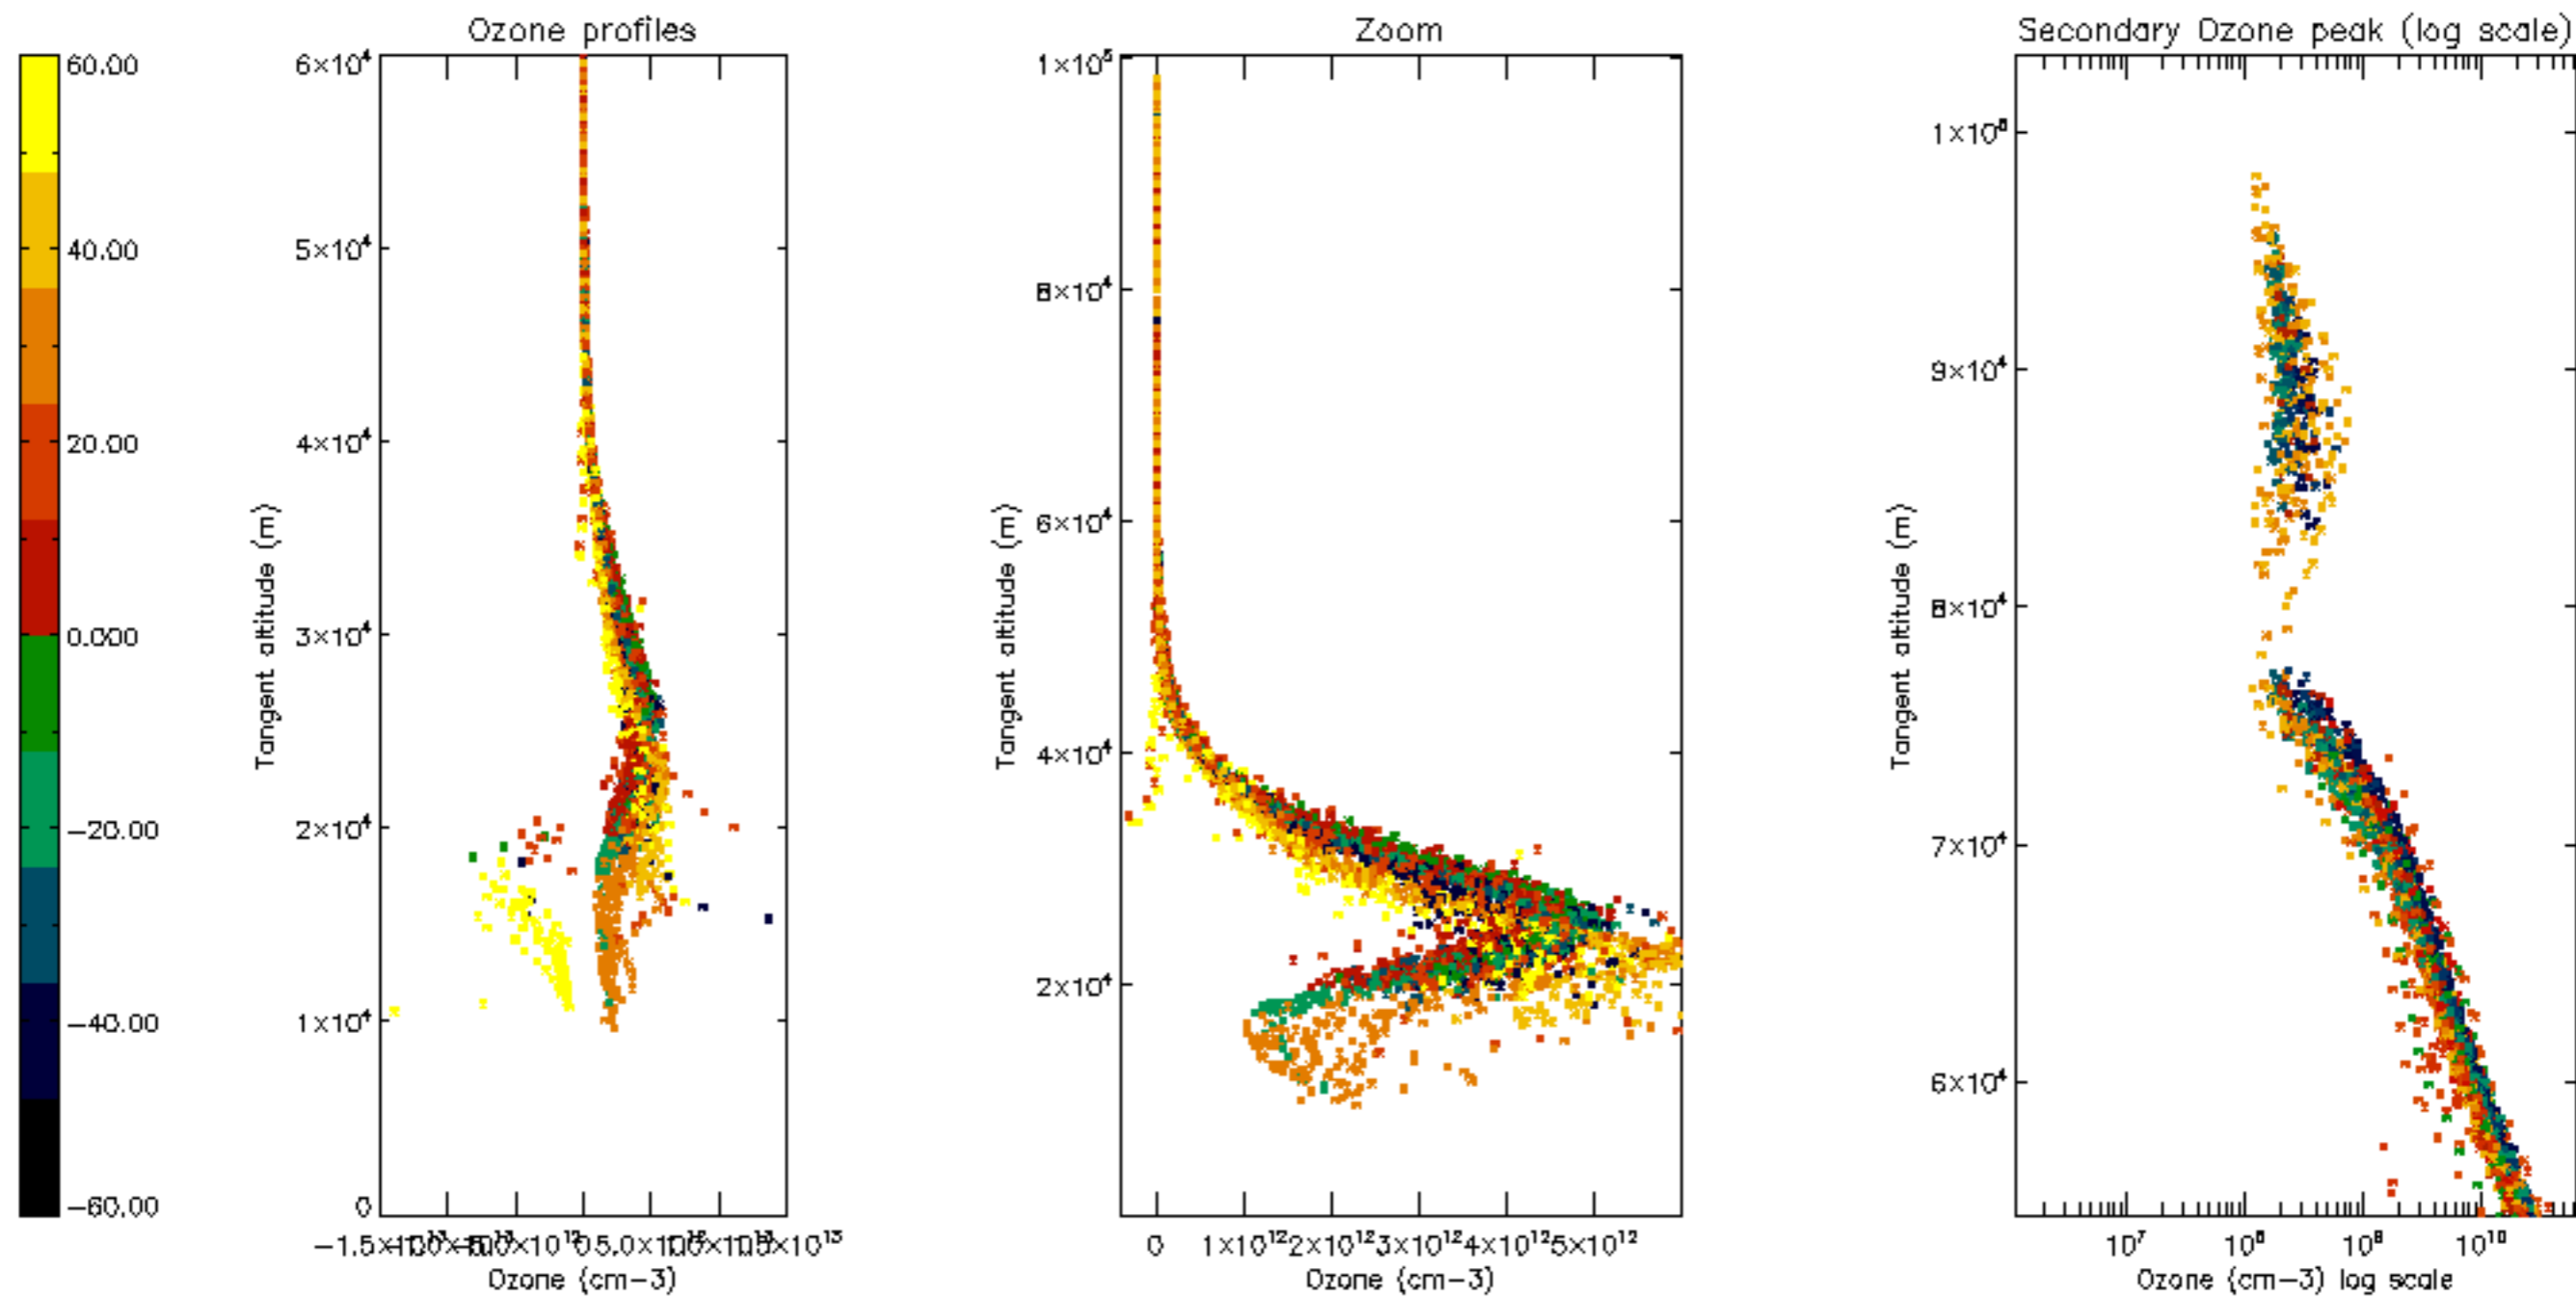 Ozone profiles
Zoom
Secondary Ozone peak (log scale)
60.00
40.00
20.00
0.000
-20.00
-40.00
-60.00
6×10⁴
5×10⁴
4×10⁴
3×10⁴
2×10⁴
1×10⁴
0
Tangent altitude (m)
Ozone (cm-3)
1×10⁵
8×10⁴
6×10⁴
4×10⁴
2×10⁴
Tangent altitude (m)
0 1×10¹² 2×10¹² 3×10¹² 4×10¹² 5×10¹²
Ozone (cm-3)
9×10⁴
8×10⁴
7×10⁴
6×10⁴
Tangent altitude (m)
10⁷ 10⁸ 10⁹ 10¹⁰
Ozone (cm-3) log scale